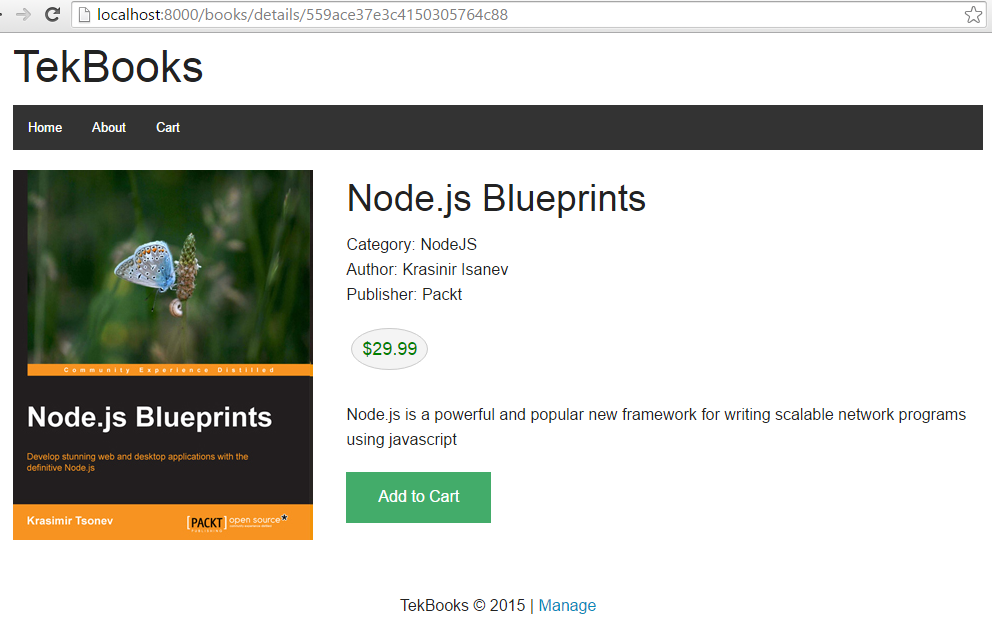 localhost:8000/books/details/559ace37e3c4150305764c88
TekBooks
Home About Cart
Community Experience Distilled
Node.js Blueprints
Develop stunning web and desktop applications with the
definitive Node.js
Krasimir Tsonev
[PACKT] open source*
PUBLISHING
Node.js Blueprints
Category: NodeJS
Author: Krasinir Isanev
Publisher: Packt
$29.99
Node.js is a powerful and popular new framework for writing scalable network programs
using javascript
Add to Cart
TekBooks © 2015 | Manage